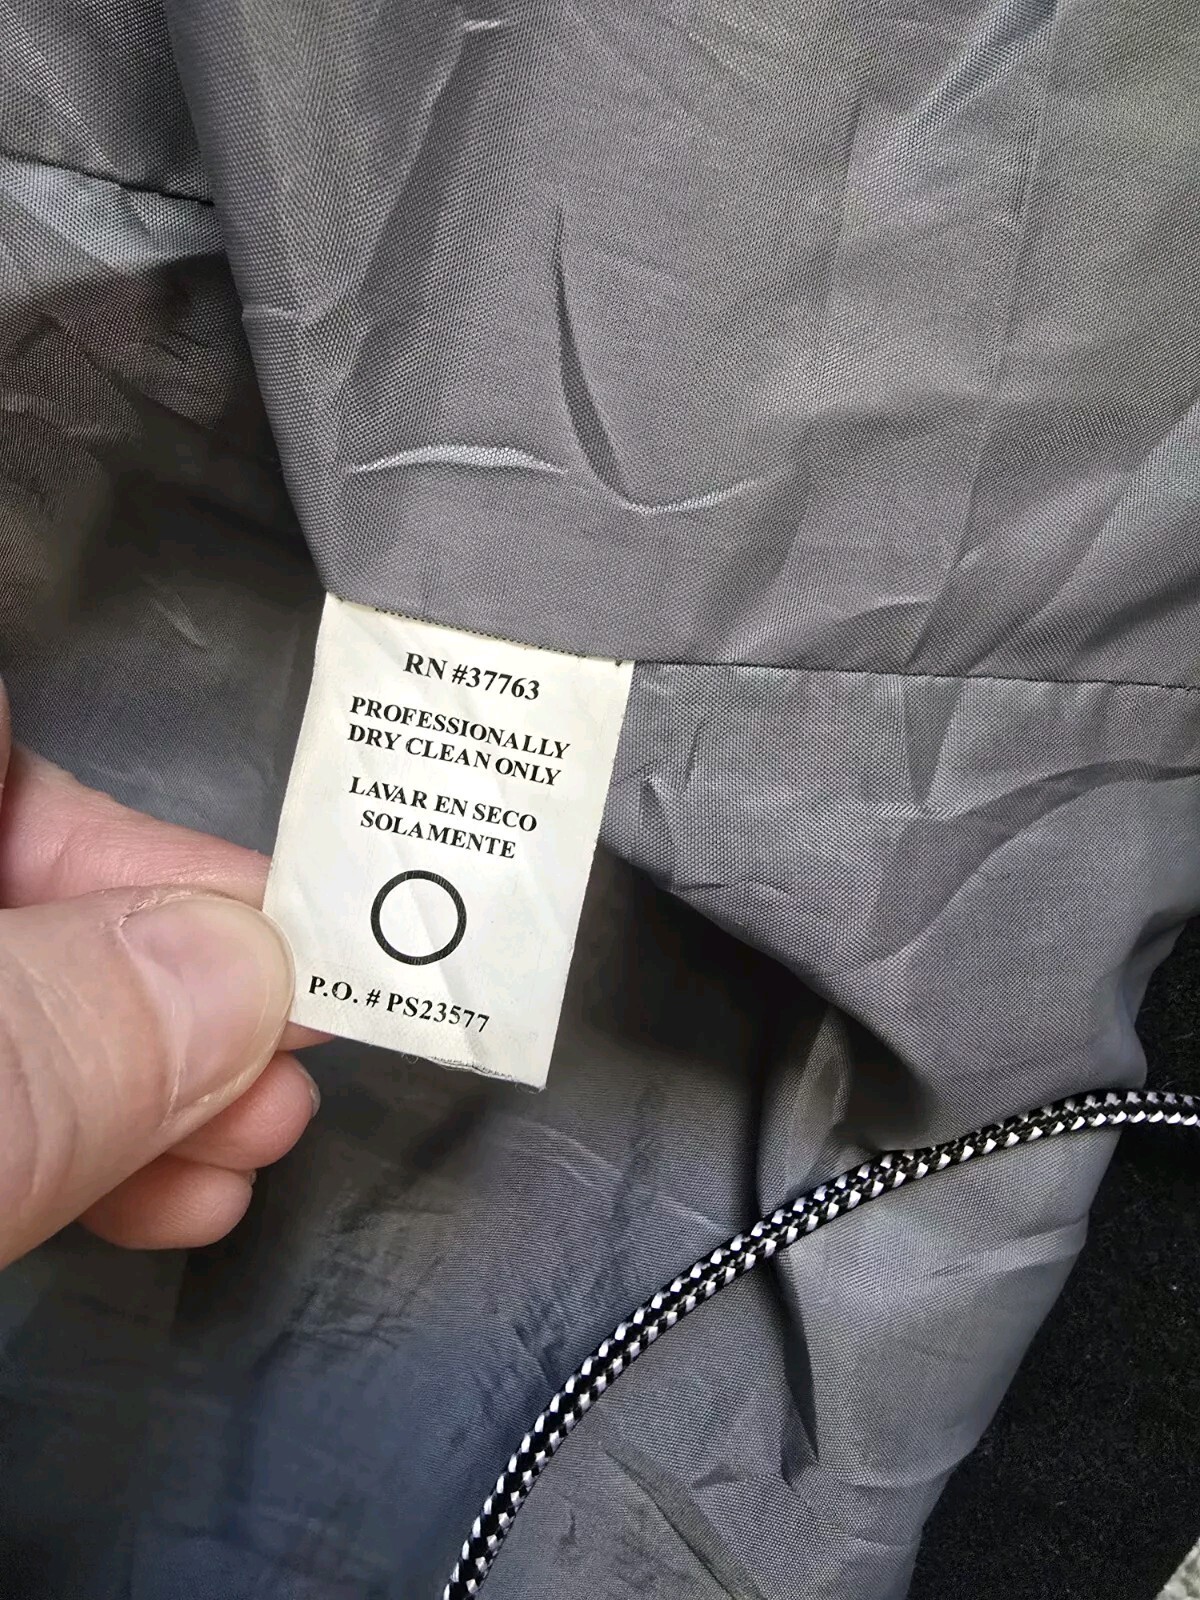 RN #37763
PROFESSIONALLY
DRY CLEAN ONLY
LAVAR EN SECO
SOLAMENTE
P.O. # PS23577